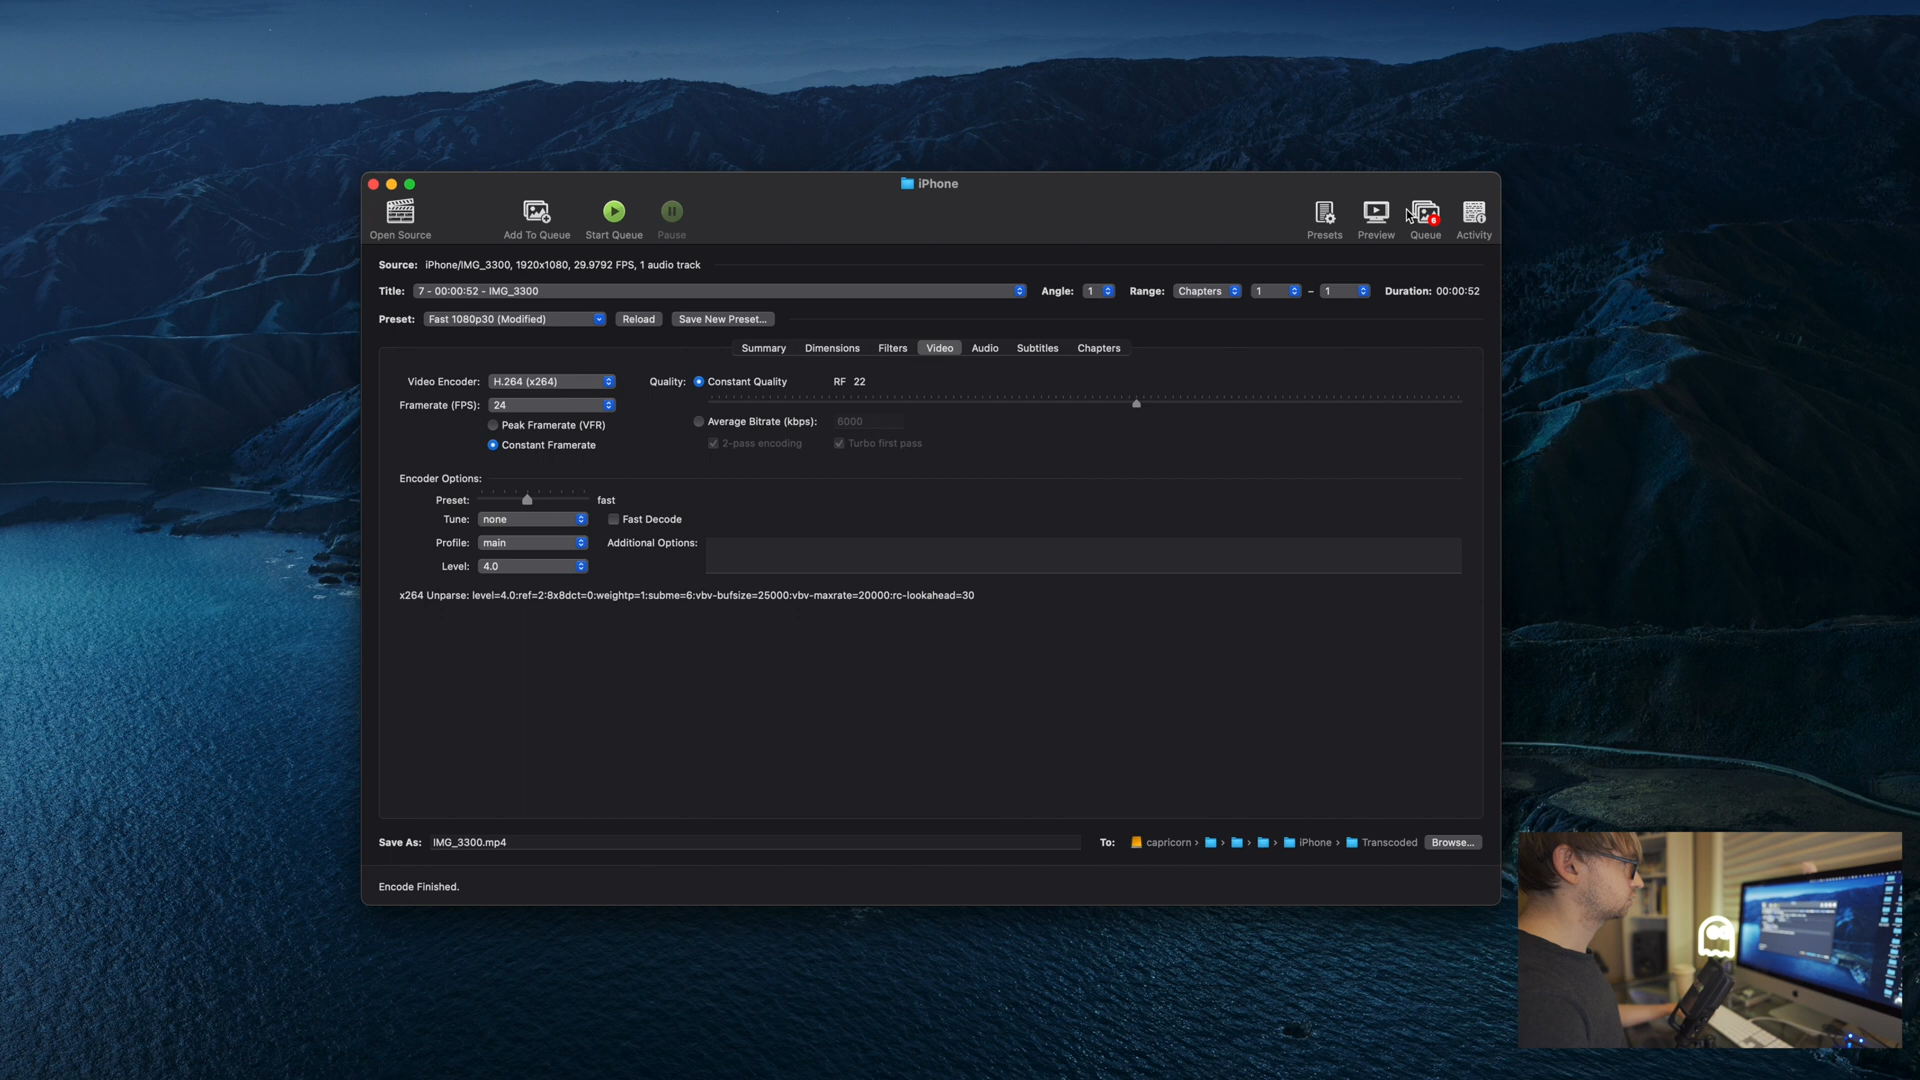 iPhone
Open Source
Add To Queue
Start Queue
Pause
Presets
Preview
6
Queue
Activity
Source: iPhone/IMG_3300, 1920x1080, 29.9792 FPS, 1 audio track
Title: 7 - 00:00:52 - IMG_3300
Angle: 1
Range: Chapters 1 – 1
Duration: 00:00:52
Preset: Fast 1080p30 (Modified)
Reload
Save New Preset...
Summary
Dimensions
Filters
Video
Audio
Subtitles
Chapters
Video Encoder: H.264 (x264)
Quality: Constant Quality RF 22
Framerate (FPS): 24
Peak Framerate (VFR)
Average Bitrate (kbps): 6000
Constant Framerate
2-pass encoding
Turbo first pass
Encoder Options:
Preset: fast
Tune: none
Fast Decode
Profile: main
Additional Options:
Level: 4.0
x264 Unparse: level=4.0:ref=2:8x8dct=0:weightp=1:subme=6:vbv-bufsize=25000:vbv-maxrate=20000:rc-lookahead=30
Save As: IMG_3300.mp4
To: capricorn › › › › iPhone › Transcoded
Browse...
Encode Finished.